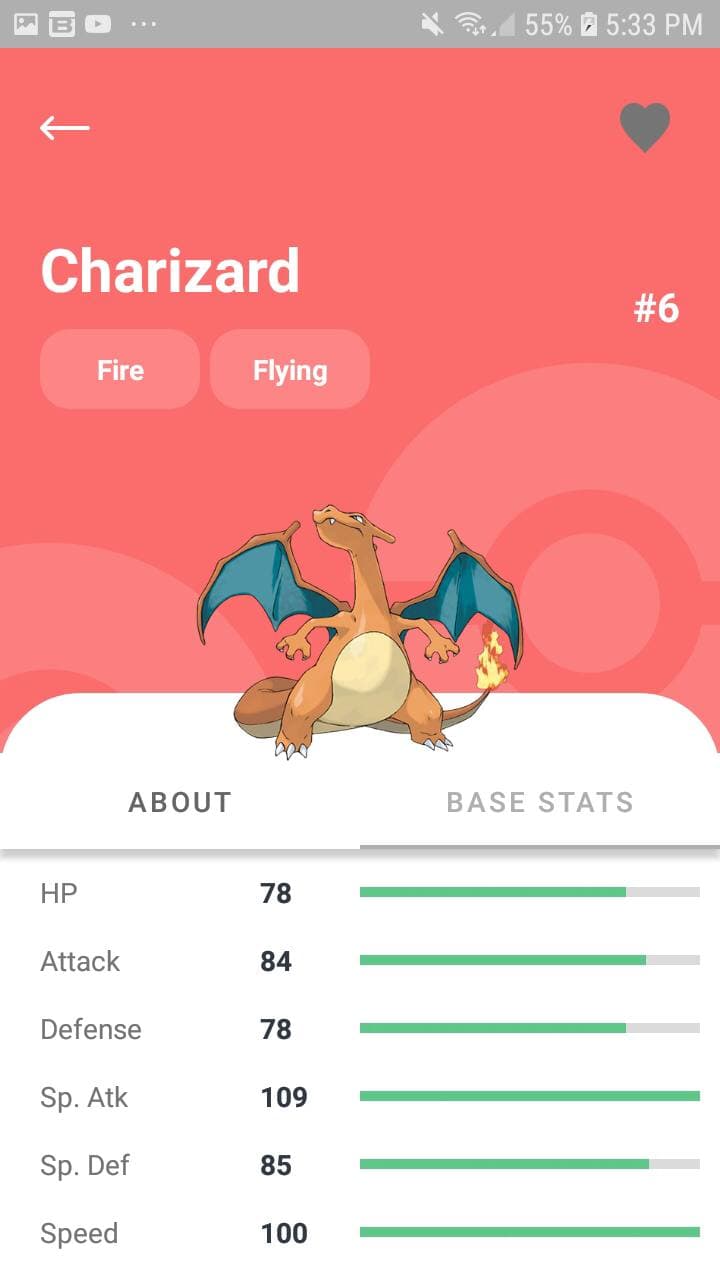 55% 5:33 PM
Charizard
#6
Fire Flying
ABOUT BASE STATS
HP 78
Attack 84
Defense 78
Sp. Atk 109
Sp. Def 85
Speed 100